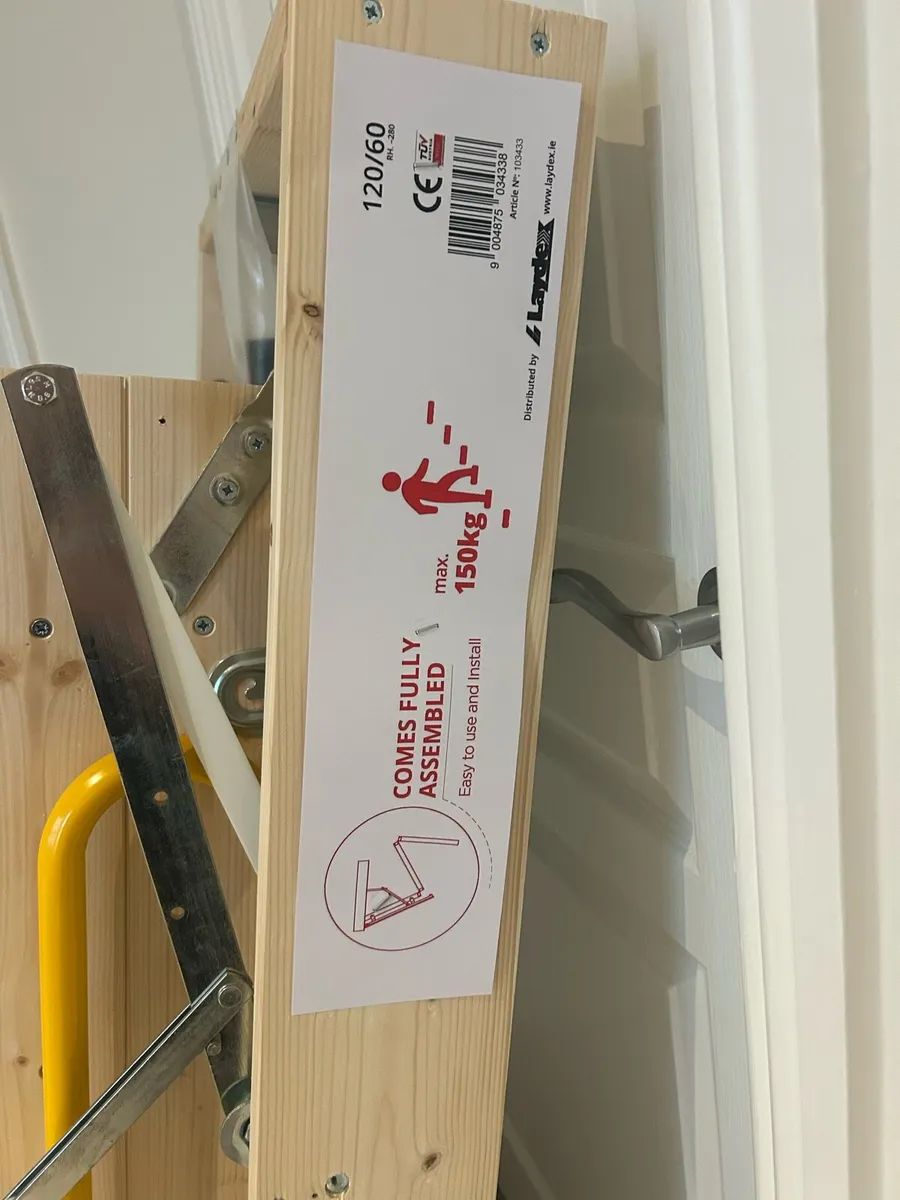 COMES FULLY
ASSEMBLED
Easy to use and Install
max.
150kg
120/60
RH. -280
CE
TÜV
9 004875 034338
Article Nº: 103433
Distributed by Laydex www.laydex.ie